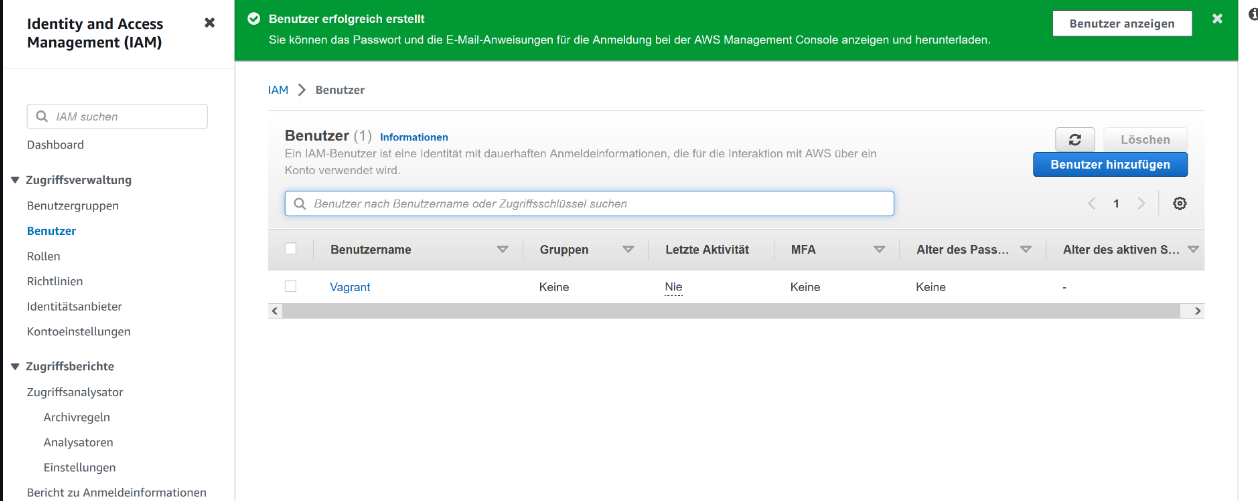 Identity and Access
Management (IAM)
IAM suchen
Dashboard
Zugriffsverwaltung
Benutzergruppen
Benutzer
Rollen
Richtlinien
Identitätsanbieter
Kontoeinstellungen
Zugriffsberichte
Zugriffsanalysator
Archivregeln
Analysatoren
Einstellungen
Bericht zu Anmeldeinformationen
Benutzer erfolgreich erstellt
Sie können das Passwort und die E-Mail-Anweisungen für die Anmeldung bei der AWS Management Console anzeigen und herunterladen.
Benutzer anzeigen
IAM > Benutzer
Benutzer (1) Informationen
Ein IAM-Benutzer ist eine Identität mit dauerhaften Anmeldeinformationen, die für die Interaktion mit AWS über ein
Konto verwendet wird.
Löschen
Benutzer hinzufügen
Benutzer nach Benutzername oder Zugriffsschlüssel suchen
1
Benutzername Gruppen Letzte Aktivität MFA Alter des Pass... Alter des aktiven S...
Vagrant Keine Nie Keine Keine -